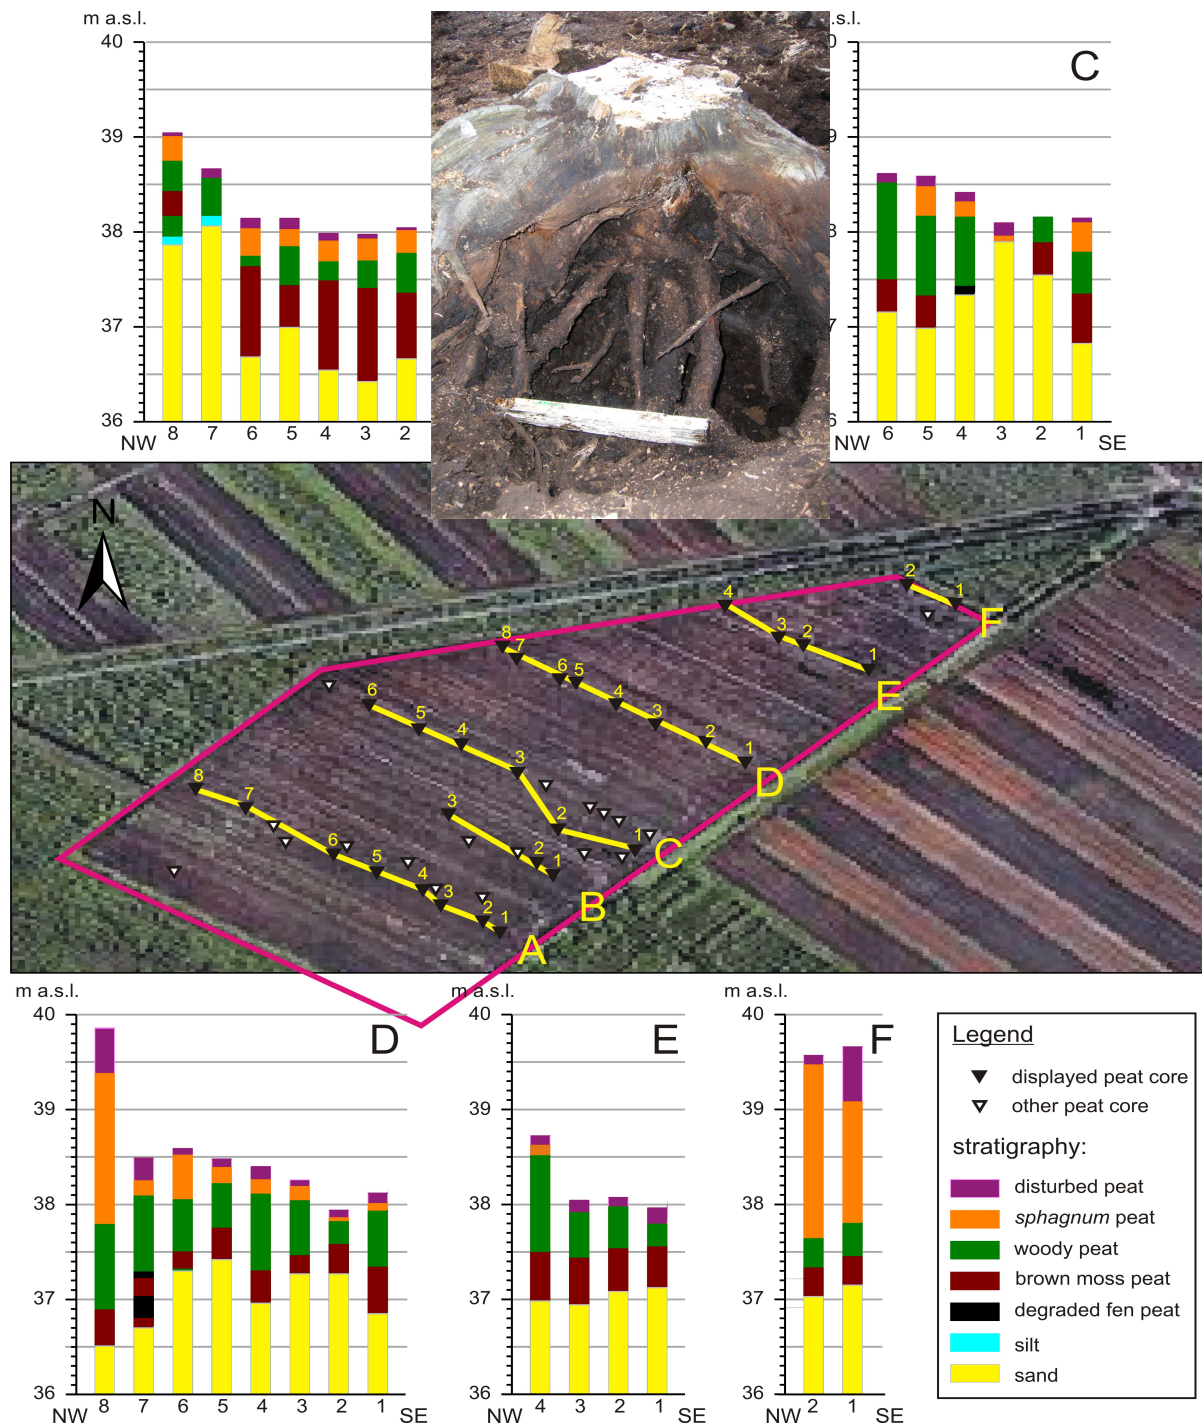 m a.s.l.
40
39
38
37
36
NW
8 7 6 5 4 3 2
.s.l.
0
9
8
7
6
C
NW
6 5 4 3 2 1
SE
N
8 7 6 5 4 3 2 1
A
3 2 1
B
6 5 4 3 2 1
C
8 7 6 5 4 3 2 1
D
4 3 2 1
E
2 1
F
m a.s.l.
40
39
38
37
36
D
NW
8 7 6 5 4 3 2 1
SE
m a.s.l.
40
39
38
37
36
E
NW
4 3 2 1
SE
m a.s.l.
40
39
38
37
36
F
NW
2 1
SE
Legend
displayed peat core
other peat core
stratigraphy:
disturbed peat
sphagnum peat
woody peat
brown moss peat
degraded fen peat
silt
sand